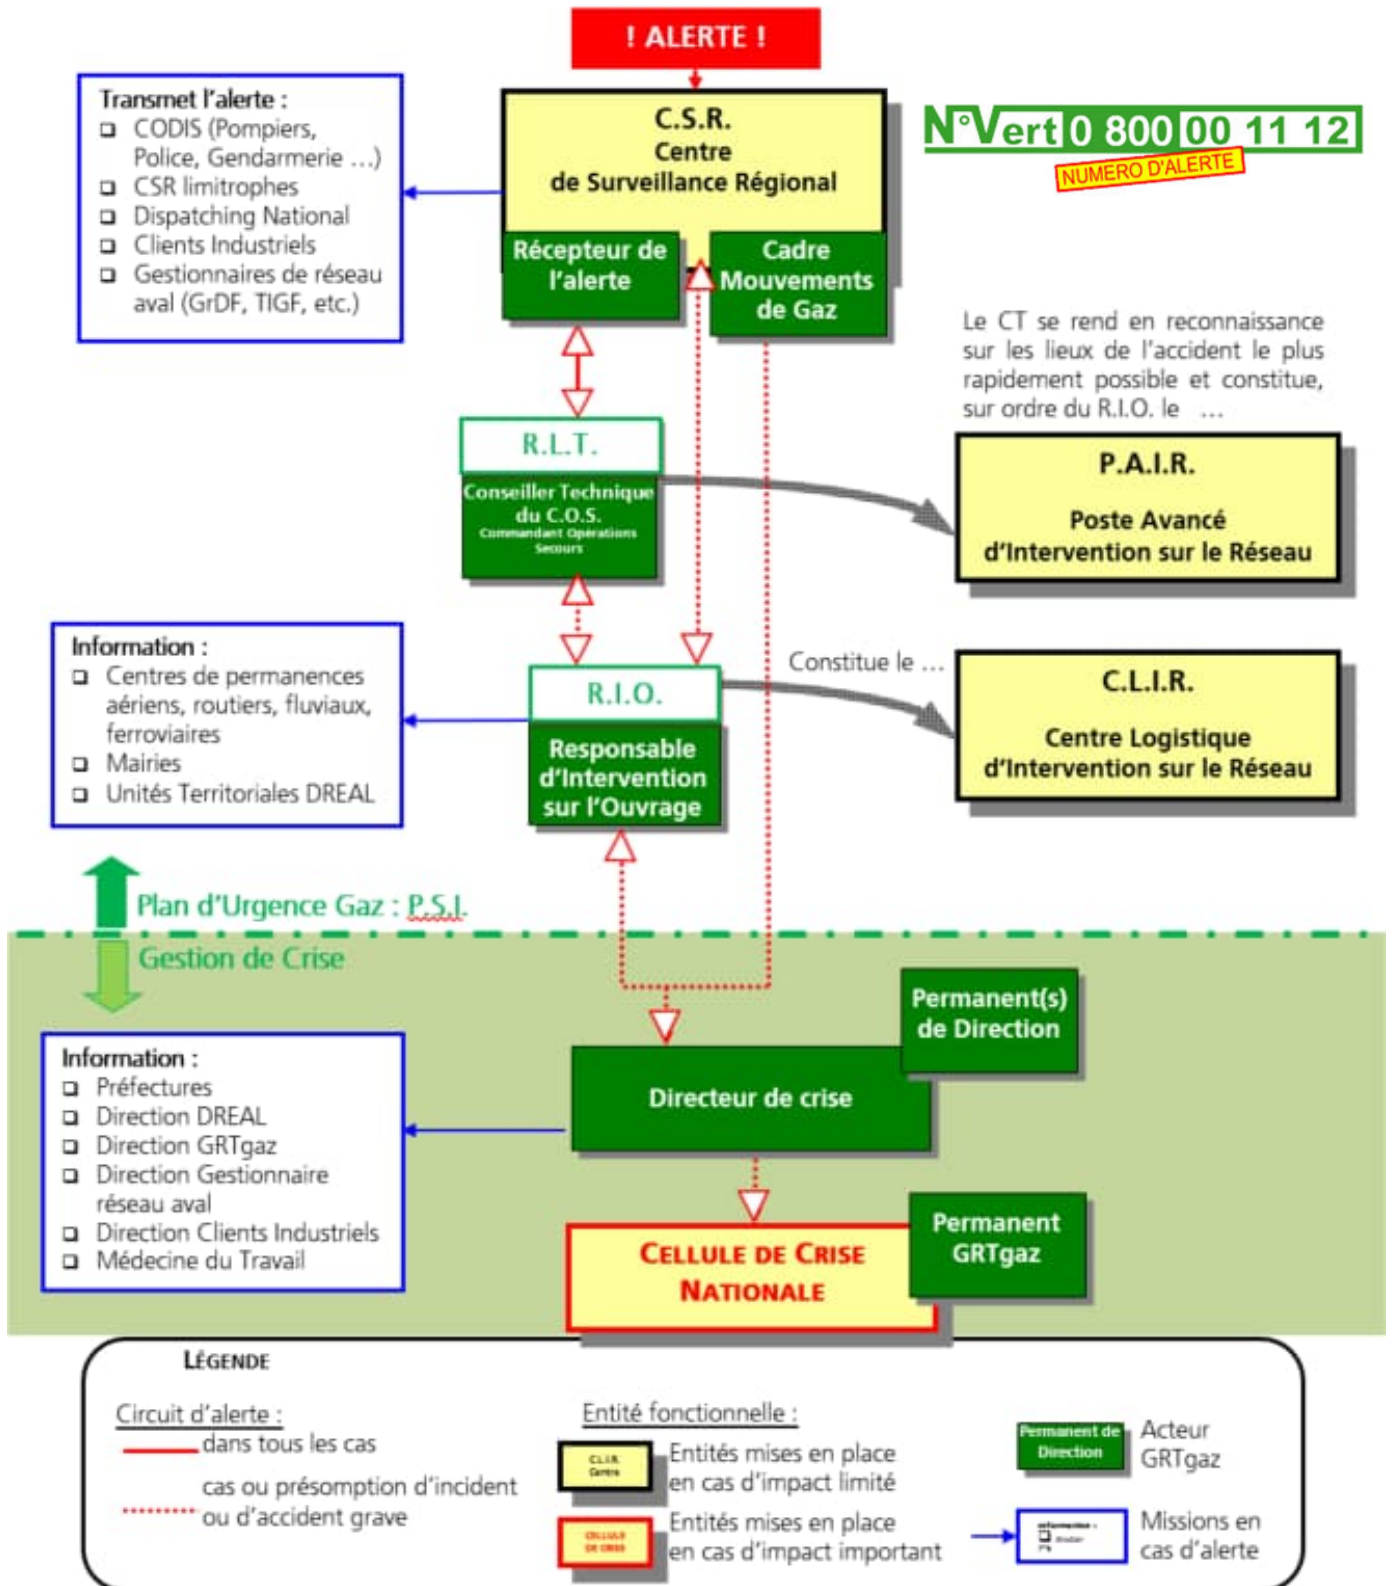 ! ALERTE !
Transmet l'alerte :
CODIS (Pompiers,
Police, Gendarmerie ...)
CSR limitrophes
Dispatching National
Clients Industriels
Gestionnaires de réseau
aval (GrDF, TIGF, etc.)
C.S.R.
Centre
de Surveillance Régional
Récepteur de
l'alerte
Cadre
Mouvements
de Gaz
N°Vert 0 800 00 11 12
NUMERO D'ALERTE
Le CT se rend en reconnaissance
sur les lieux de l'accident le plus
rapidement possible et constitue,
sur ordre du R.I.O. le ...
R.L.T.
Conseiller Technique
du C.O.S.
Commandant Opérations
Secours
P.A.I.R.
Poste Avancé
d'Intervention sur le Réseau
Information :
Centres de permanences
aériens, routiers, fluviaux,
ferroviaires
Mairies
Unités Territoriales DREAL
R.I.O.
Responsable
d'Intervention
sur l'Ouvrage
Constitue le ...
C.L.I.R.
Centre Logistique
d'Intervention sur le Réseau
Plan d'Urgence Gaz : P.S.I.
Gestion de Crise
Permanent(s)
de Direction
Directeur de crise
Information :
Préfectures
Direction DREAL
Direction GRTgaz
Direction Gestionnaire
réseau aval
Direction Clients Industriels
Médecine du Travail
CELLULE DE CRISE
NATIONALE
Permanent
GRTgaz
LÉGENDE
Circuit d'alerte :
dans tous les cas
cas ou présomption d'incident
ou d'accident grave
Entité fonctionnelle :
C.L.I.R.
Centre
Entités mises en place
en cas d'impact limité
CELLULE
DE CRISE
Entités mises en place
en cas d'impact important
Permanent de
Direction
Acteur
GRTgaz
Information :
Missions en
cas d'alerte